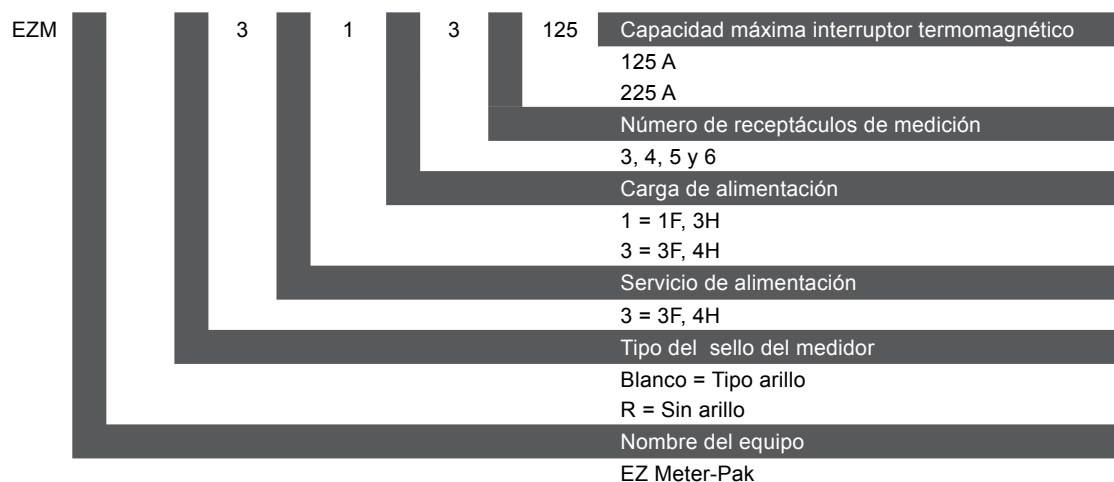 EZM 3 1 3 125 Capacidad máxima interruptor termomagnético
125 A
225 A
Número de receptáculos de medición
3, 4, 5 y 6
Carga de alimentación
1 = 1F, 3H
3 = 3F, 4H
Servicio de alimentación
3 = 3F, 4H
Tipo del sello del medidor
Blanco = Tipo arillo
R = Sin arillo
Nombre del equipo
EZ Meter-Pak